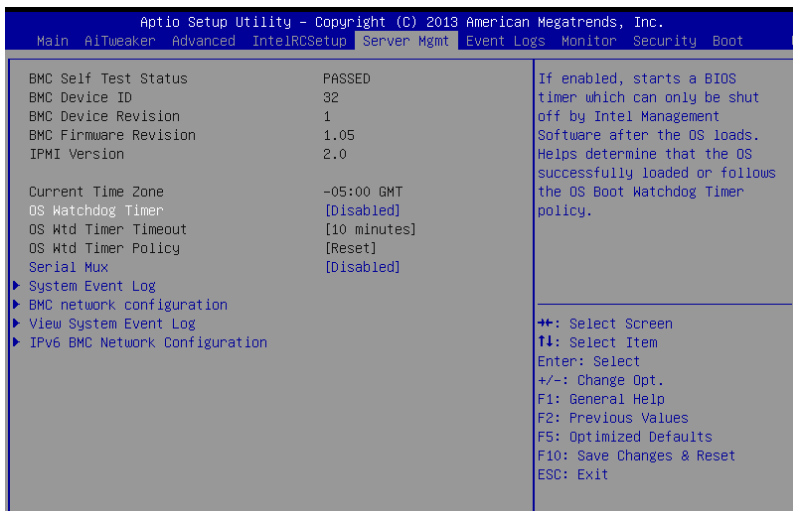 Aptio Setup Utility – Copyright (C) 2013 American Megatrends, Inc.
Main AiTweaker Advanced IntelRCSetup Server Mgmt Event Logs Monitor Security Boot
BMC Self Test Status PASSED
BMC Device ID 32
BMC Device Revision 1
BMC Firmware Revision 1.05
IPMI Version 2.0
Current Time Zone -05:00 GMT
OS Watchdog Timer [Disabled]
OS Wtd Timer Timeout [10 minutes]
OS Wtd Timer Policy [Reset]
Serial Mux [Disabled]
System Event Log
BMC network configuration
View System Event Log
IPv6 BMC Network Configuration
If enabled, starts a BIOS
timer which can only be shut
off by Intel Management
Software after the OS loads.
Helps determine that the OS
successfully loaded or follows
the OS Boot Watchdog Timer
policy.
→←: Select Screen
↑↓: Select Item
Enter: Select
+/-: Change Opt.
F1: General Help
F2: Previous Values
F5: Optimized Defaults
F10: Save Changes & Reset
ESC: Exit